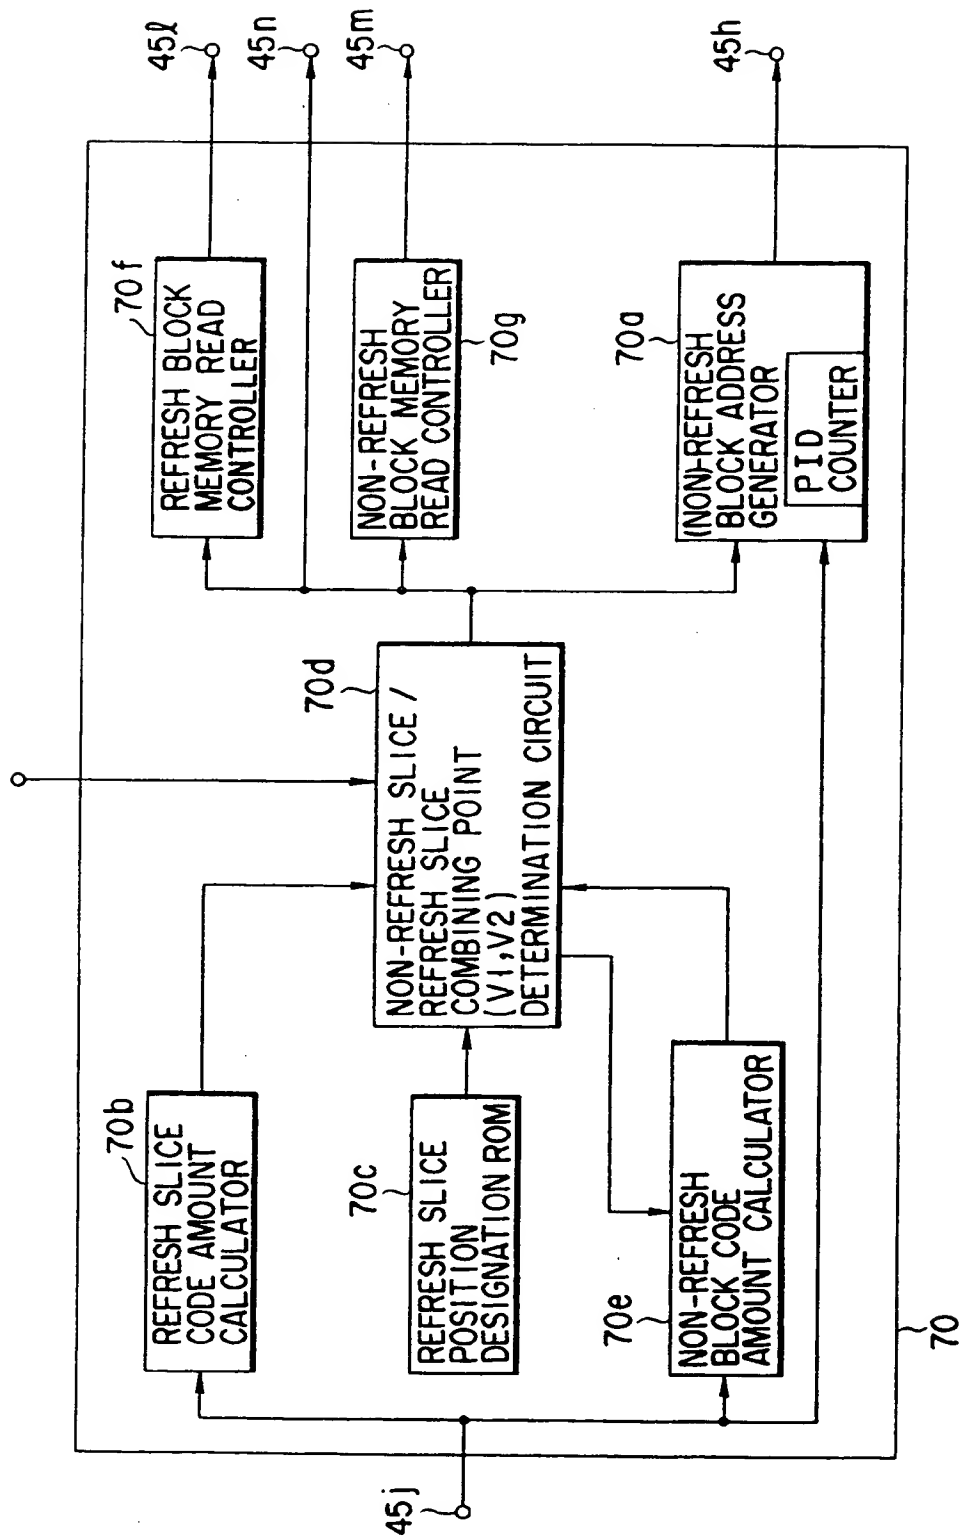 45j
70b
REFRESH SLICE
CODE AMOUNT
CALCULATOR
70c
REFRESH SLICE
POSITION
DESIGNATION ROM
70e
NON-REFRESH
BLOCK CODE
AMOUNT CALCULATOR
70d
NON-REFRESH SLICE /
REFRESH SLICE
COMBINING POINT
(V1,V2)
DETERMINATION CIRCUIT
70f
REFRESH BLOCK
MEMORY READ
CONTROLLER
NON-REFRESH
BLOCK MEMORY
READ CONTROLLER
70g
70a
(NON)-REFRESH
BLOCK ADDRESS
GENERATOR
PID
COUNTER
45ℓ
45n
45m
45h
70